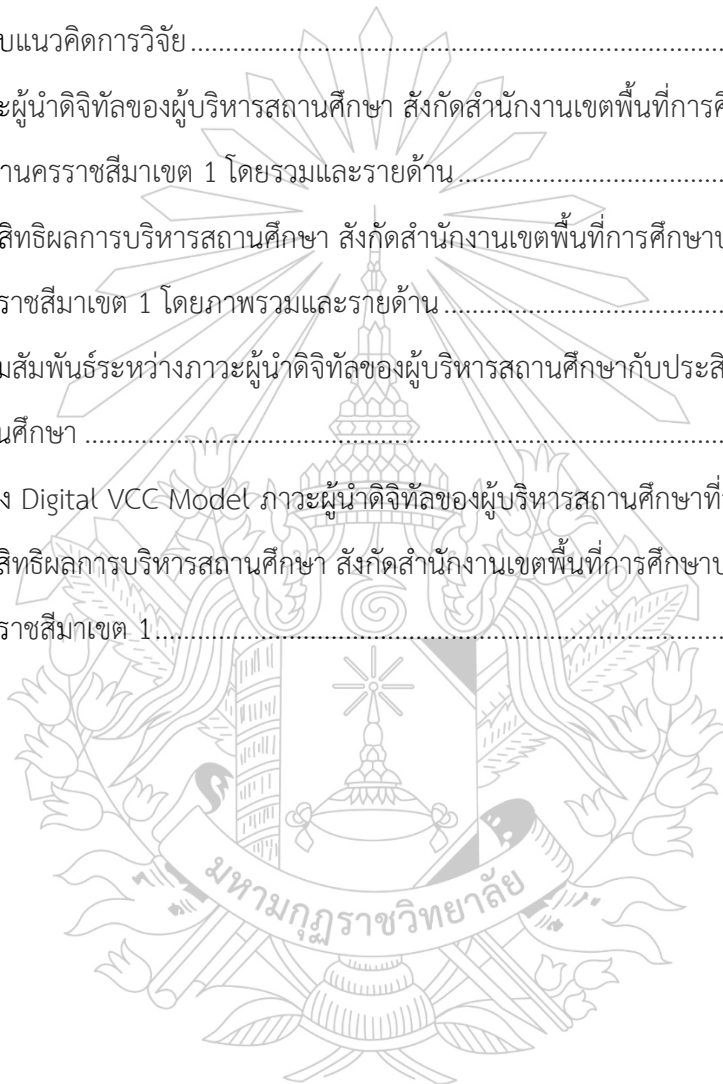 บแนวคิดการวิจัย
ะผู้นำดิจิทัลของผู้บริหารสถานศึกษา สังกัดสำนักงานเขตพื้นที่การศึ
านครราชสีมาเขต 1 โดยรวมและรายด้าน
สิทธิผลการบริหารสถานศึกษา สังกัดสำนักงานเขตพื้นที่การศึกษาป
ราชสีมาเขต 1 โดยภาพรวมและรายด้าน
มสัมพันธ์ระหว่างภาวะผู้นำดิจิทัลของผู้บริหารสถานศึกษากับประสิ
นศึกษา
ง Digital VCC Model ภาวะผู้นำดิจิทัลของผู้บริหารสถานศึกษาที่
สิทธิผลการบริหารสถานศึกษา สังกัดสำนักงานเขตพื้นที่การศึกษาป
ราชสีมาเขต 1
มหามกุฏราชวิทยาลัย